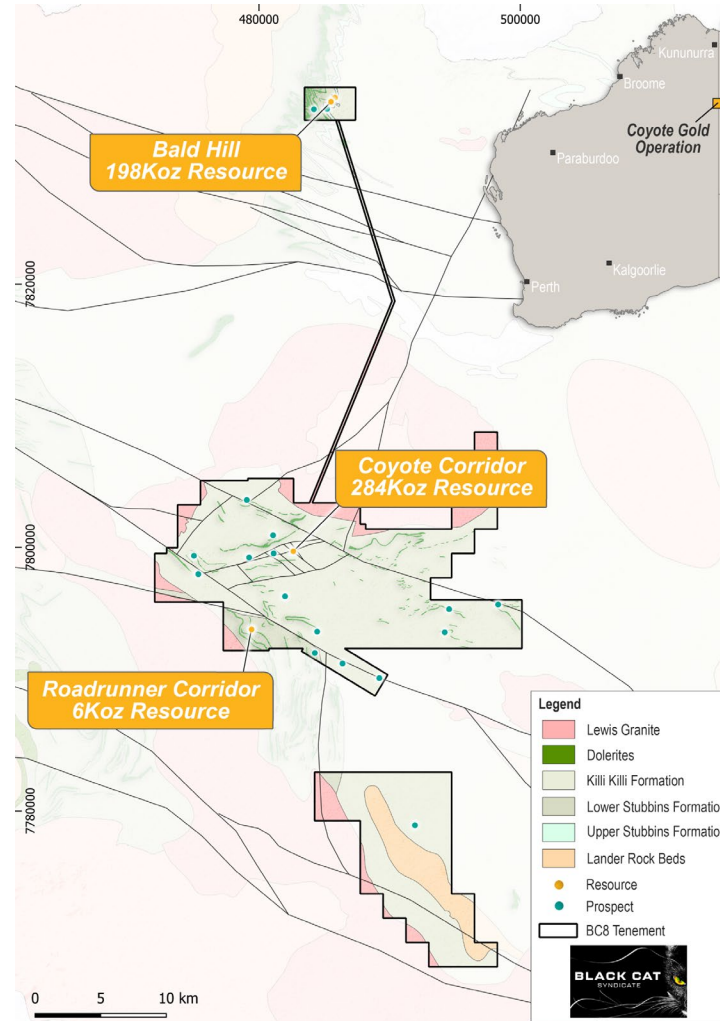 480000
500000
Kununurra
Broome
Coyote Gold
Operation
Paraburdoo
Kalgoorlie
Perth
Bald Hill
198Koz Resource
7820000
Coyote Corridor
284Koz Resource
7800000
Roadrunner Corridor
6Koz Resource
7780000
Legend
Lewis Granite
Dolerites
Killi Killi Formation
Lower Stubbins Formatio
Upper Stubbins Formatio
Lander Rock Beds
Resource
Prospect
BC8 Tenement
BLACK CAT
SYNDICATE
0 5 10 km